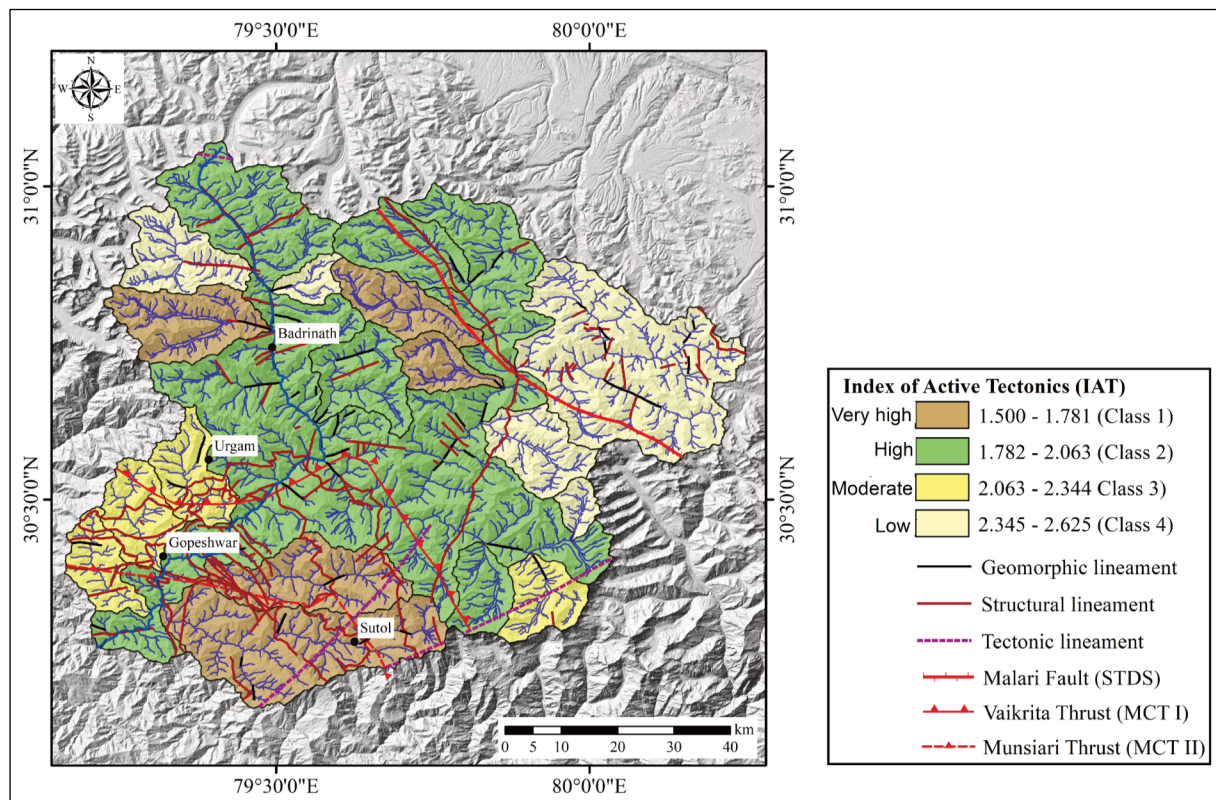 79°30'0"E 80°0'0"E
N
W E
S
31°0'0"N 31°0'0"N
Badrinath
Urgam
30°30'0"N 30°30'0"N
Gopeshwar
Sutol
km
0 5 10 20 30 40
79°30'0"E 80°0'0"E
Index of Active Tectonics (IAT)
Very high 1.500 - 1.781 (Class 1)
High 1.782 - 2.063 (Class 2)
Moderate 2.063 - 2.344 Class 3)
Low 2.345 - 2.625 (Class 4)
Geomorphic lineament
Structural lineament
Tectonic lineament
Malari Fault (STDS)
Vaikrita Thrust (MCT I)
Munsiari Thrust (MCT II)